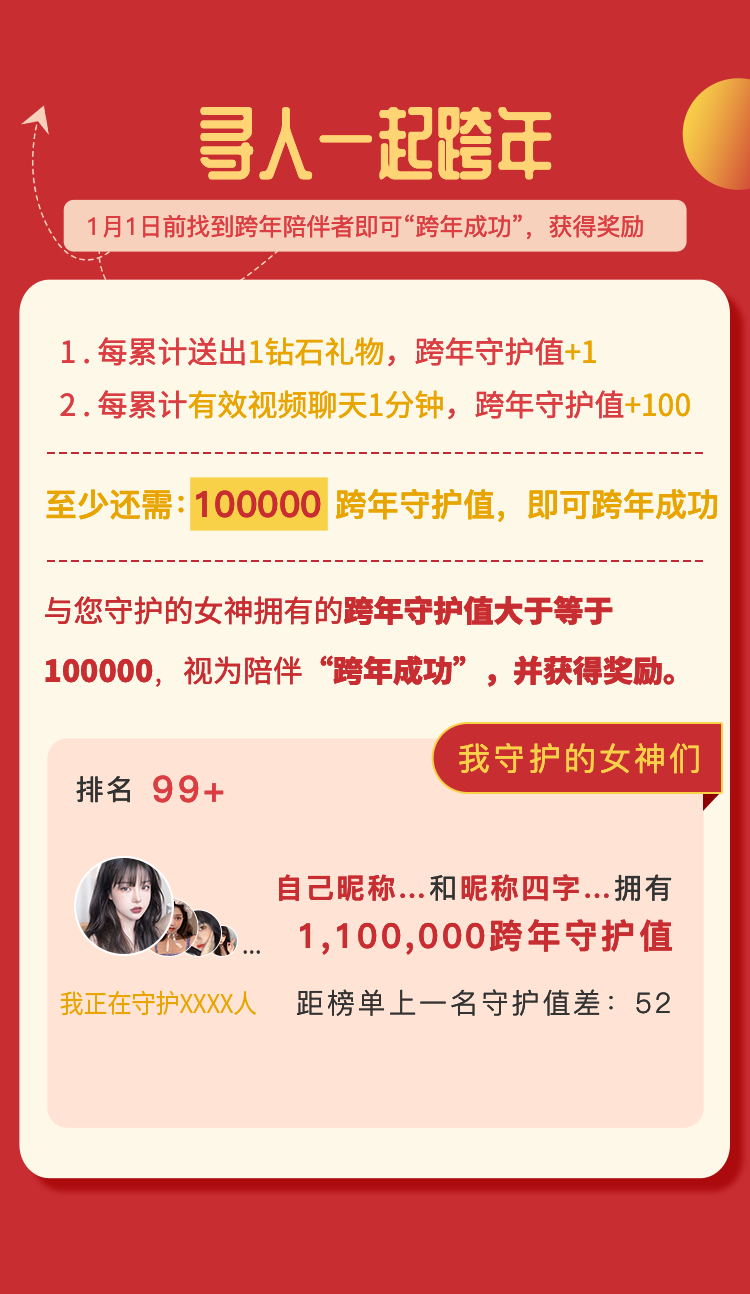 寻人一起跨年
1月1日前找到跨年陪伴者即可“跨年成功”，获得奖励
1.每累计送出1钻石礼物，跨年守护值+1
2.每累计有效视频聊天1分钟，跨年守护值+100
至少还需：100000 跨年守护值，即可跨年成功
与您守护的女神拥有的跨年守护值大于等于
100000，视为陪伴“跨年成功”，并获得奖励。
我守护的女神们
排名 99+
自己昵称...和昵称四字...拥有
1,100,000跨年守护值
...
我正在守护XXXX人
距榜单上一名守护值差：52